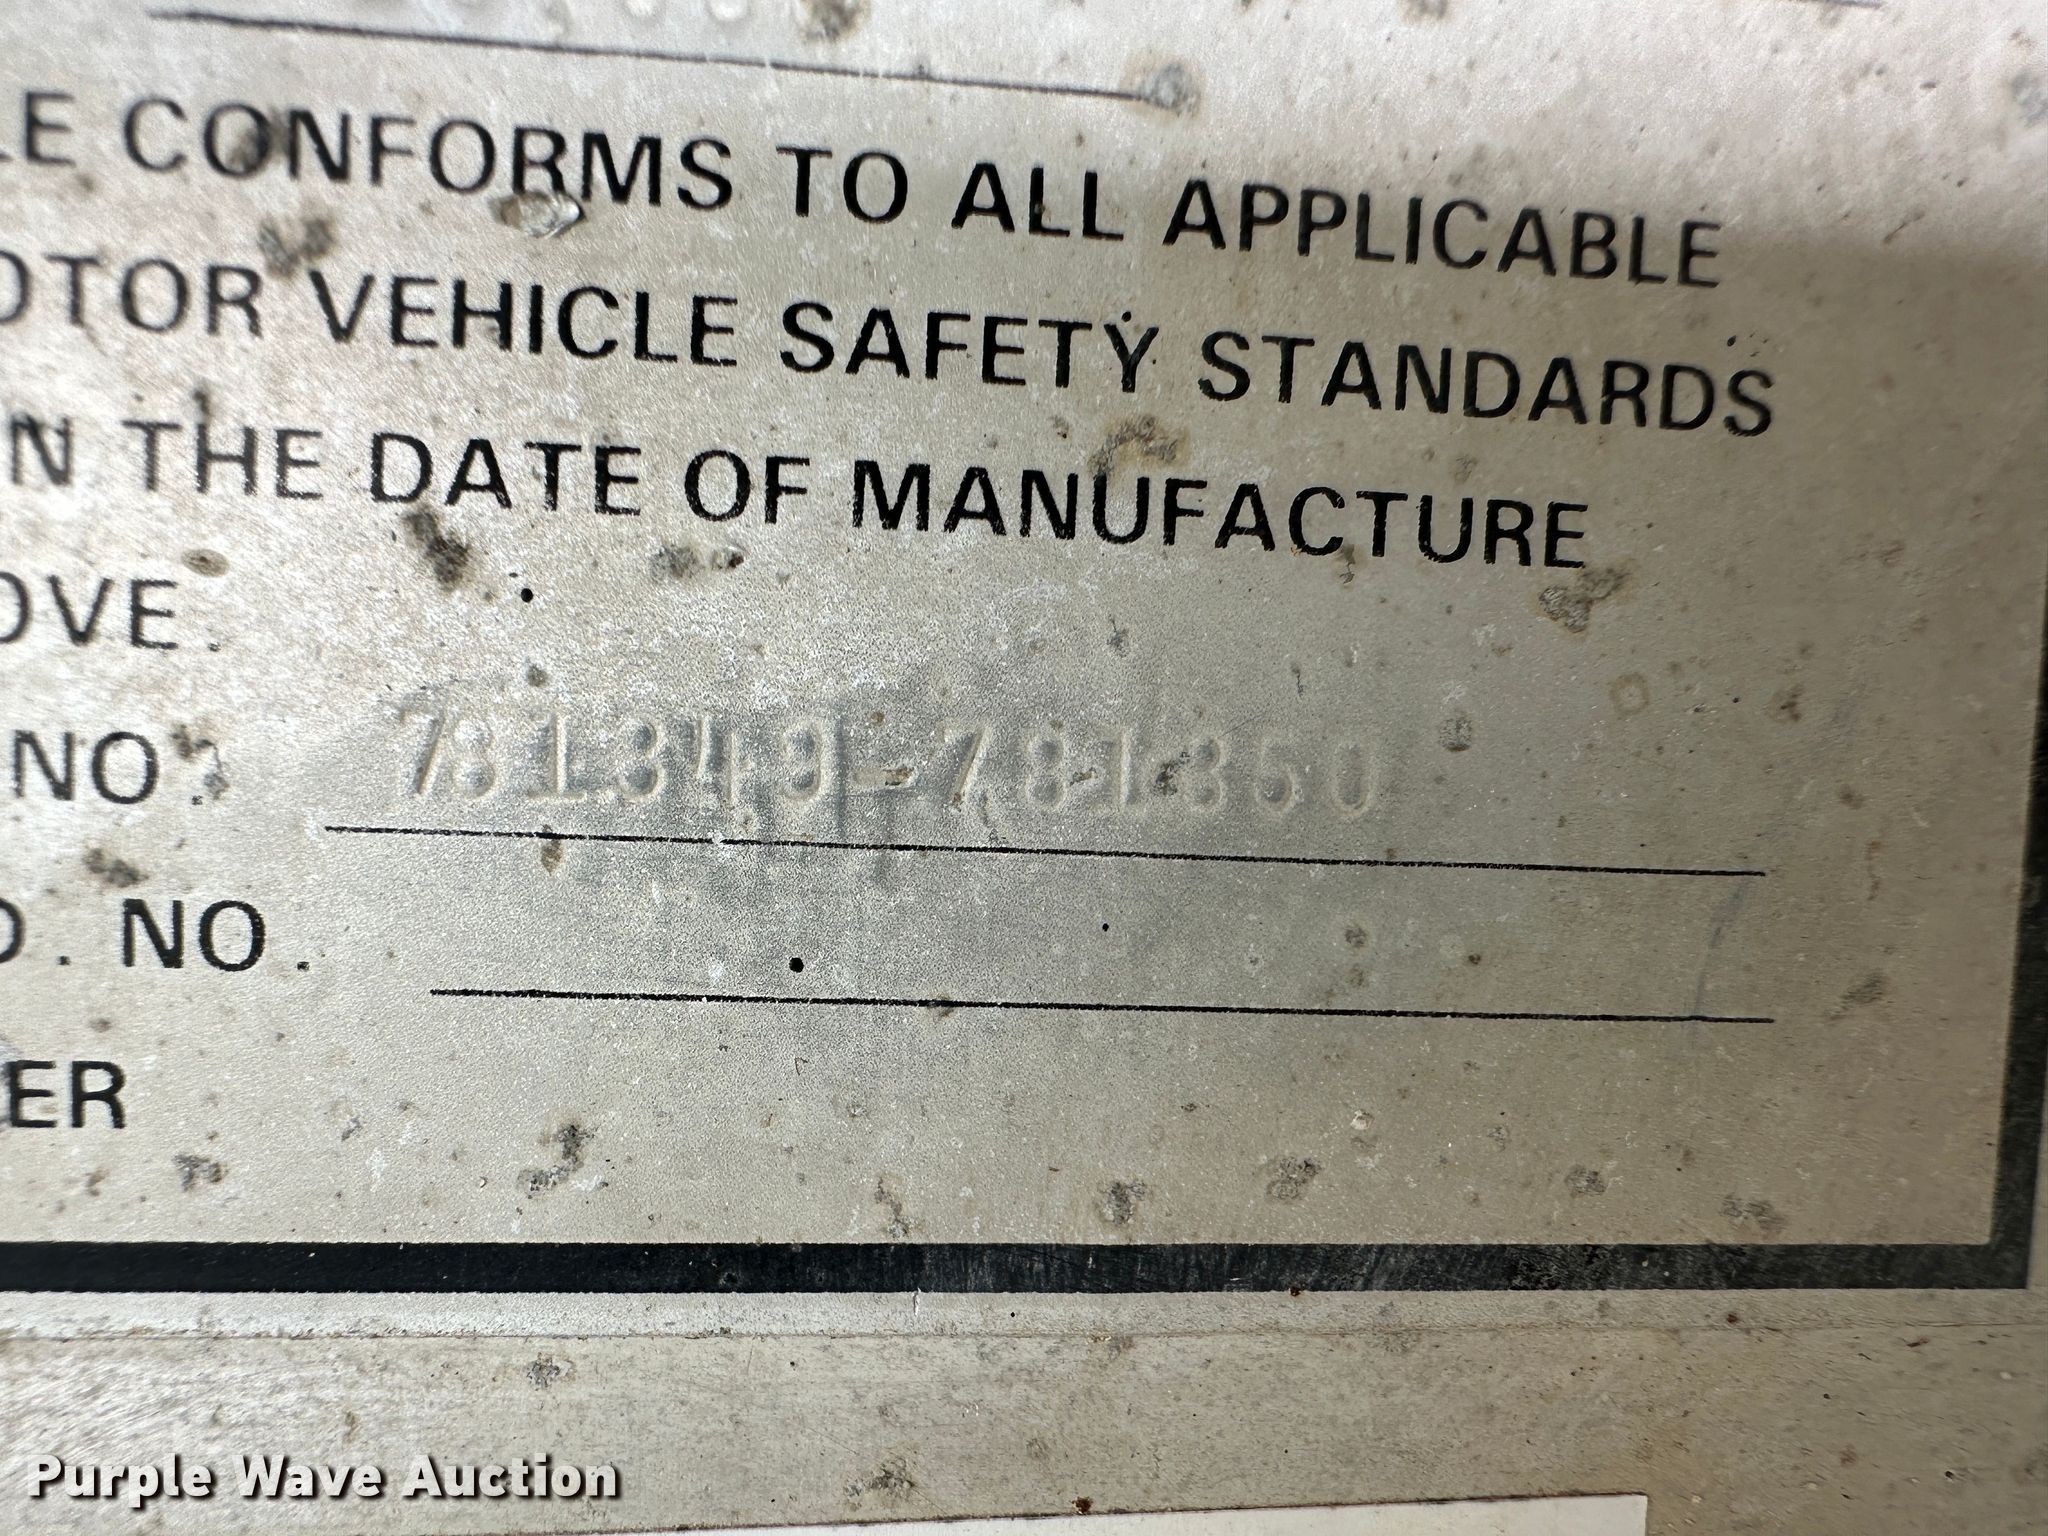 LE CONFORMS TO ALL APPLICABLE
OTOR VEHICLE SAFETY STANDARDS
N THE DATE OF MANUFACTURE
OVE.
NO. 781349-781350
D. NO.
ER
Purple Wave Auction